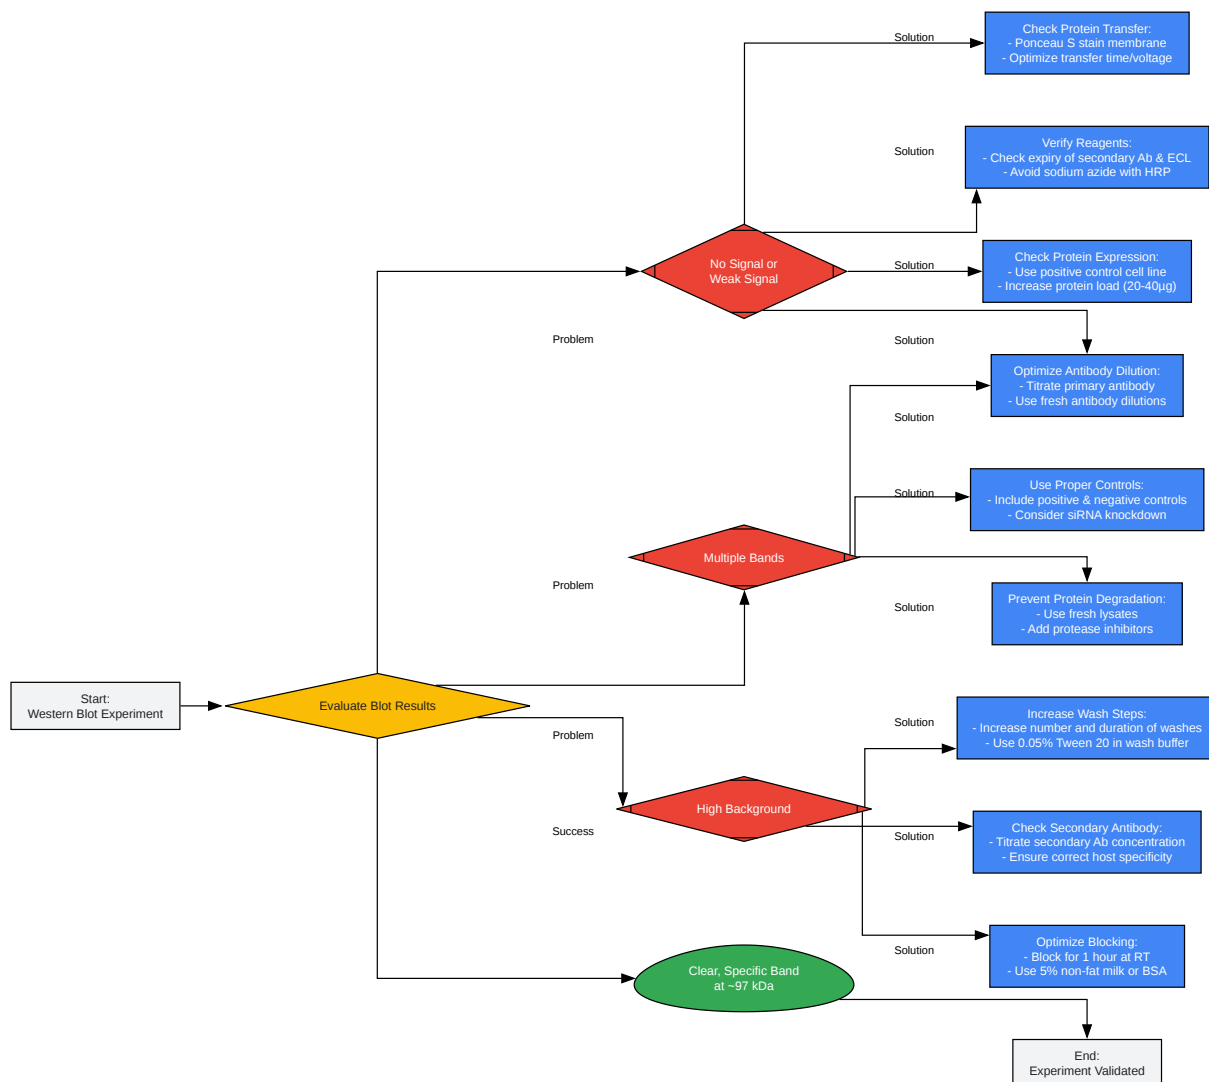 Solution
Check Protein Transfer:
- Ponceau S stain membrane
- Optimize transfer time/voltage
Solution
Verify Reagents:
- Check expiry of secondary Ab & ECL
- Avoid sodium azide with HRP
No Signal or
Weak Signal
Solution
Check Protein Expression:
- Use positive control cell line
- Increase protein load (20-40µg)
Problem
Solution
Optimize Antibody Dilution:
- Titrate primary antibody
- Use fresh antibody dilutions
Solution
Solution
Use Proper Controls:
- Include positive & negative controls
- Consider siRNA knockdown
Multiple Bands
Problem
Solution
Prevent Protein Degradation:
- Use fresh lysates
- Add protease inhibitors
Start:
Western Blot Experiment
Evaluate Blot Results
Problem
Solution
Increase Wash Steps:
- Increase number and duration of washes
- Use 0.05% Tween 20 in wash buffer
High Background
Success
Solution
Check Secondary Antibody:
- Titrate secondary Ab concentration
- Ensure correct host specificity
Solution
Optimize Blocking:
- Block for 1 hour at RT
- Use 5% non-fat milk or BSA
Clear, Specific Band
at ~97 kDa
End:
Experiment Validated